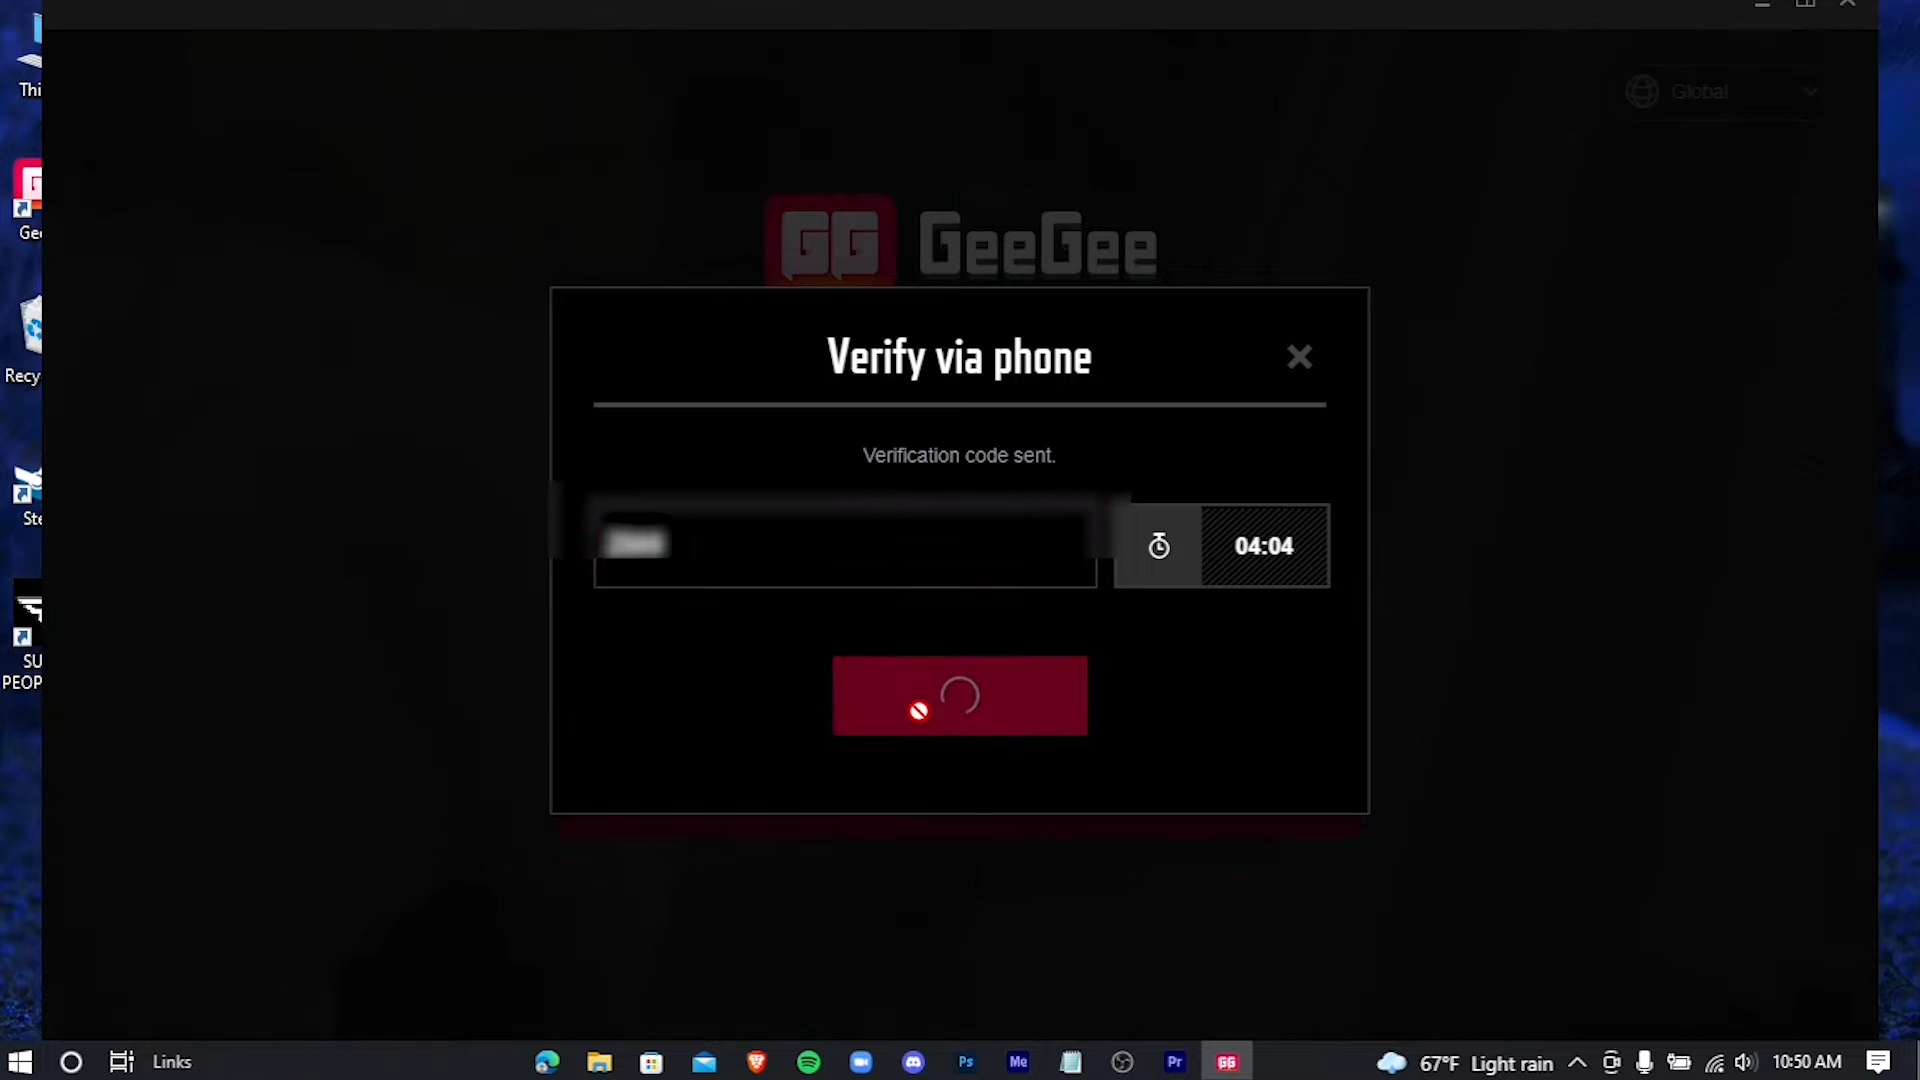 Global
GG GeeGee
Verify via phone
Verification code sent.
04:04
Thi
Gee
Recy
Ste
SU
PEOP
Links
Ps
Me
Pr
GG
67°F Light rain
10:50 AM